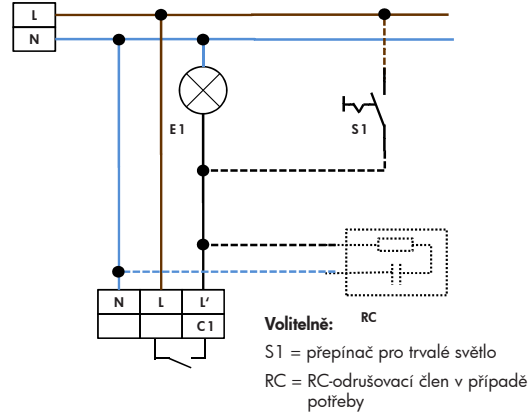 L
N
E1
S1
N L L‘
C1
RC
Volitelně:
S1 = přepínač pro trvalé světlo
RC = RC-odrušovací člen v případě
potřeby